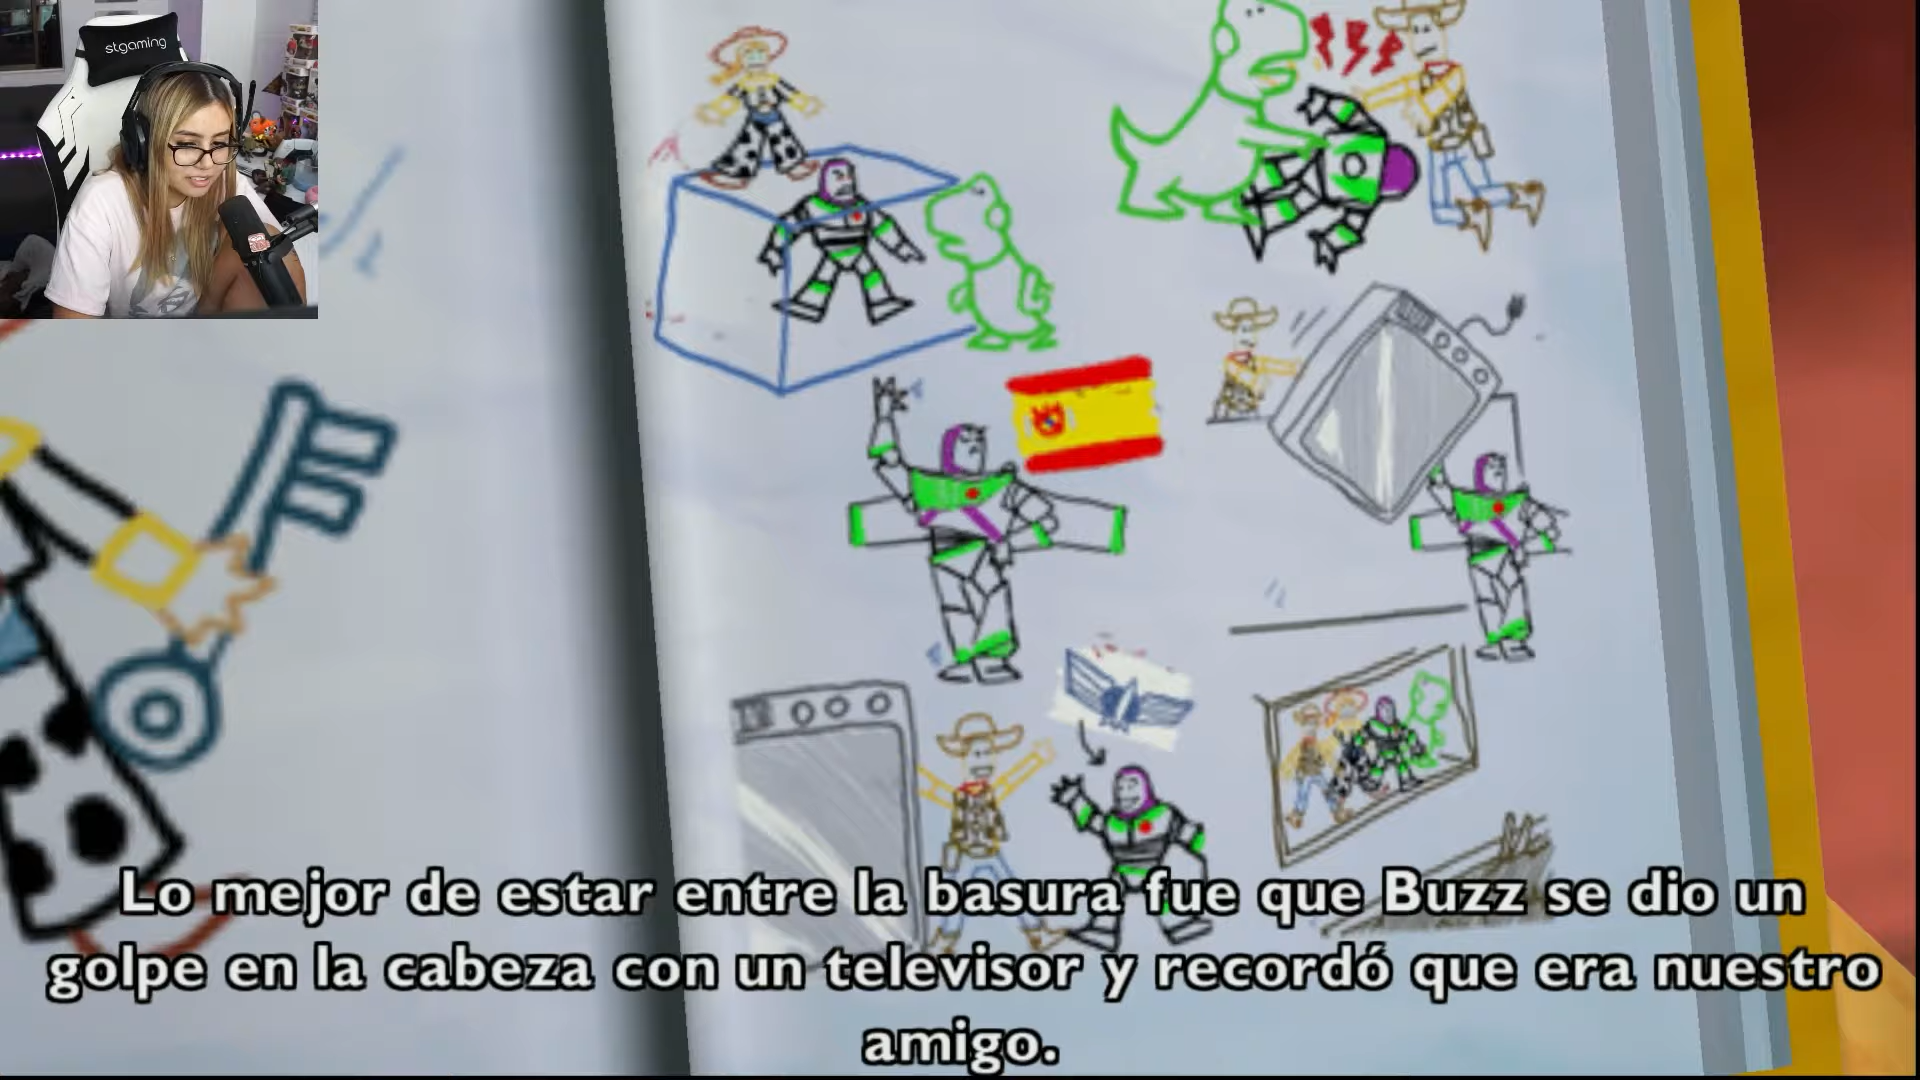 stgaming
Lo mejor de estar entre la basura fue que Buzz se dio un
golpe en la cabeza con un televisor y recordó que era nuestro
amigo.